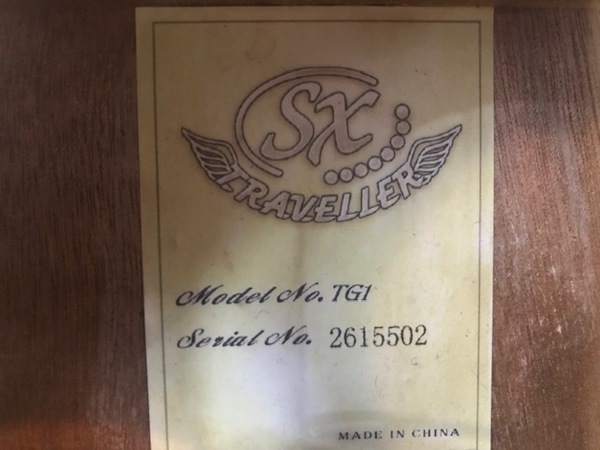 SX
TRAVELLER
Model No. TG1
Serial No. 2615502
MADE IN CHINA